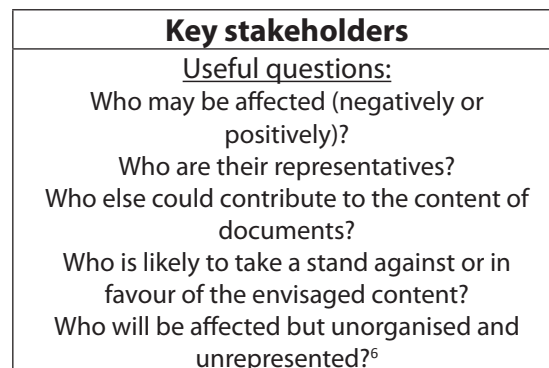 Key stakeholders
Useful questions:
Who may be affected (negatively or
positively)?
Who are their representatives?
Who else could contribute to the content of
documents?
Who is likely to take a stand against or in
favour of the envisaged content?
Who will be affected but unorganised and
unrepresented?⁶